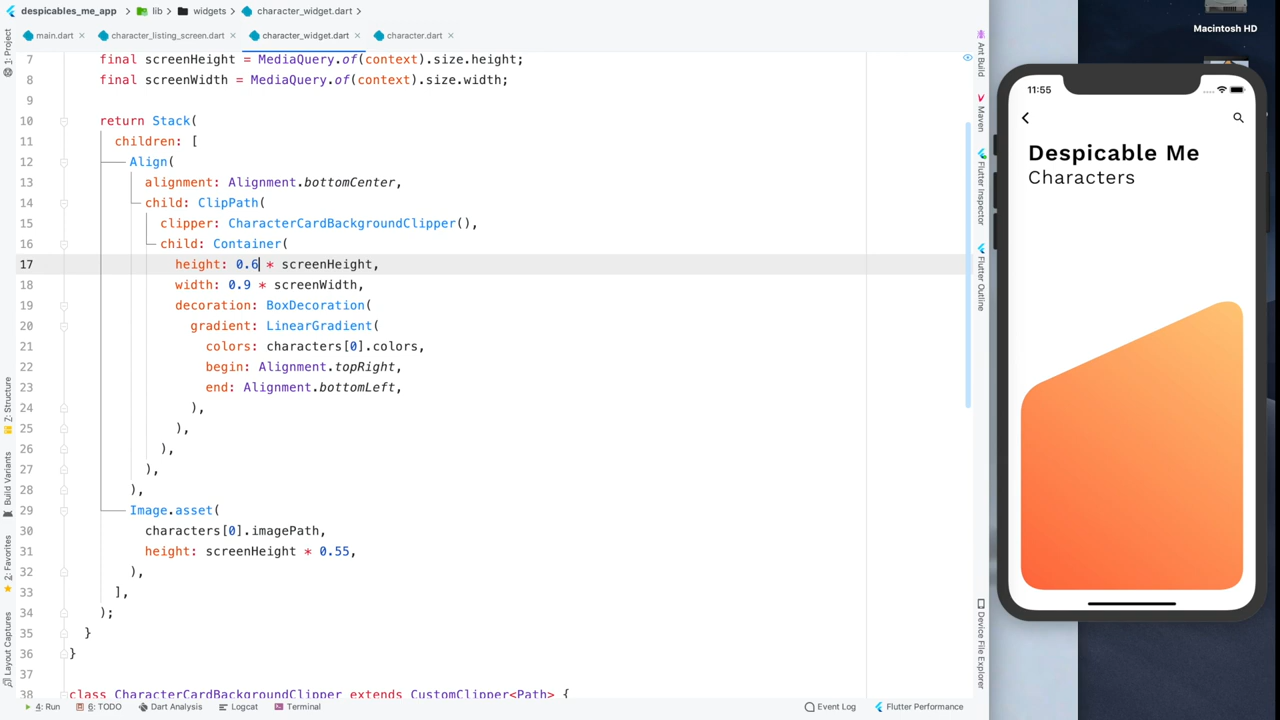 despicables_me_app > lib > widgets > character_widget.dart >
main.dart × character_listing_screen.dart × character_widget.dart × character.dart ×
7 final screenHeight = MediaQuery.of(context).size.height;
8 final screenWidth = MediaQuery.of(context).size.width;
9
10 return Stack(
11 children: [
12 Align(
13 alignment: Alignment.bottomCenter,
14 child: ClipPath(
15 clipper: CharacterCardBackgroundClipper(),
16 child: Container(
17 height: 0.6 * screenHeight,
18 width: 0.9 * screenWidth,
19 decoration: BoxDecoration(
20 gradient: LinearGradient(
21 colors: characters[0].colors,
22 begin: Alignment.topRight,
23 end: Alignment.bottomLeft,
24 ),
25 ),
26 ),
27 ),
28 ),
29 Image.asset(
30 characters[0].imagePath,
31 height: screenHeight * 0.55,
32 ),
33 ],
34 );
35 }
36 }
37
38 class CharacterCardBackgroundClipper extends CustomClipper<Path> {
1: Project
7: Structure
Build Variants
2: Favorites
Layout Captures
Ant Build
Maven
Flutter Inspector
Flutter Outline
Device File Explorer
4: Run 6: TODO Dart Analysis Logcat Terminal Event Log Flutter Performance
Macintosh HD
11:55
Despicable Me
Characters